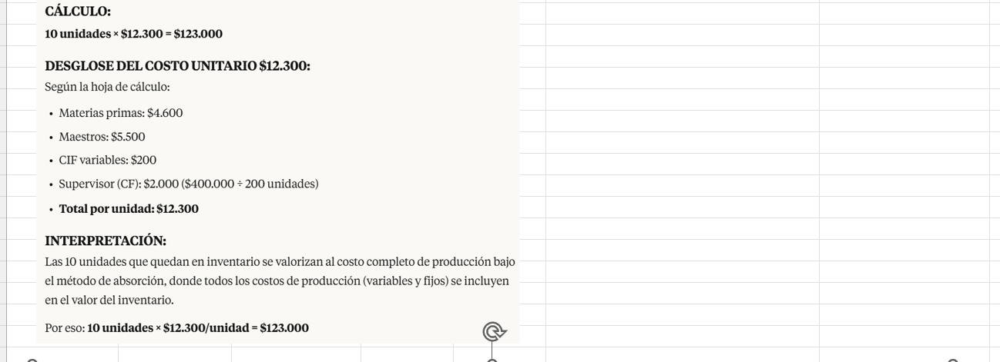 CÁLCULO:
10 unidades × $12.300 = $123.000
DESGLOSE DEL COSTO UNITARIO $12.300:
Según la hoja de cálculo:
• Materias primas: $4.600
• Maestros: $5.500
• CIF variables: $200
• Supervisor (CF): $2.000 ($400.000 ÷ 200 unidades)
• Total por unidad: $12.300
INTERPRETACIÓN:
Las 10 unidades que quedan en inventario se valorizan al costo completo de producción bajo
el método de absorción, donde todos los costos de producción (variables y fijos) se incluyen
en el valor del inventario.
Por eso: 10 unidades × $12.300/unidad = $123.000